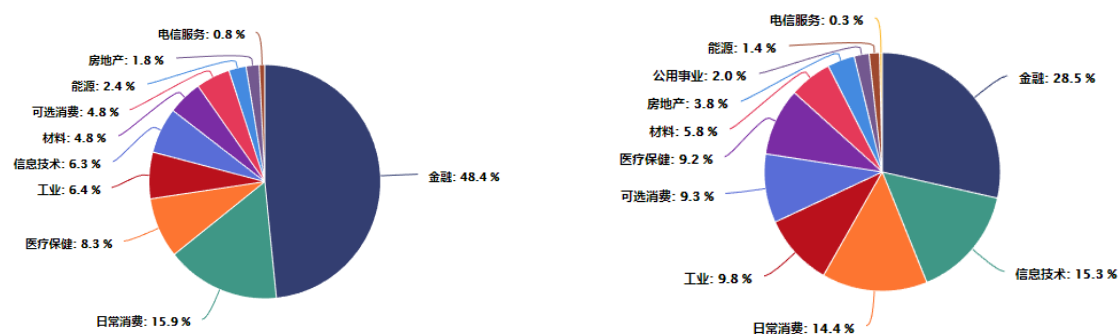 电信服务: 0.8 %
房地产: 1.8 %
能源: 2.4 %
可选消费: 4.8 %
材料: 4.8 %
信息技术: 6.3 %
工业: 6.4 %
医疗保健: 8.3 %
日常消费: 15.9 %
金融: 48.4 %
电信服务: 0.3 %
能源: 1.4 %
公用事业: 2.0 %
房地产: 3.8 %
材料: 5.8 %
医疗保健: 9.2 %
可选消费: 9.3 %
工业: 9.8 %
日常消费: 14.4 %
信息技术: 15.3 %
金融: 28.5 %